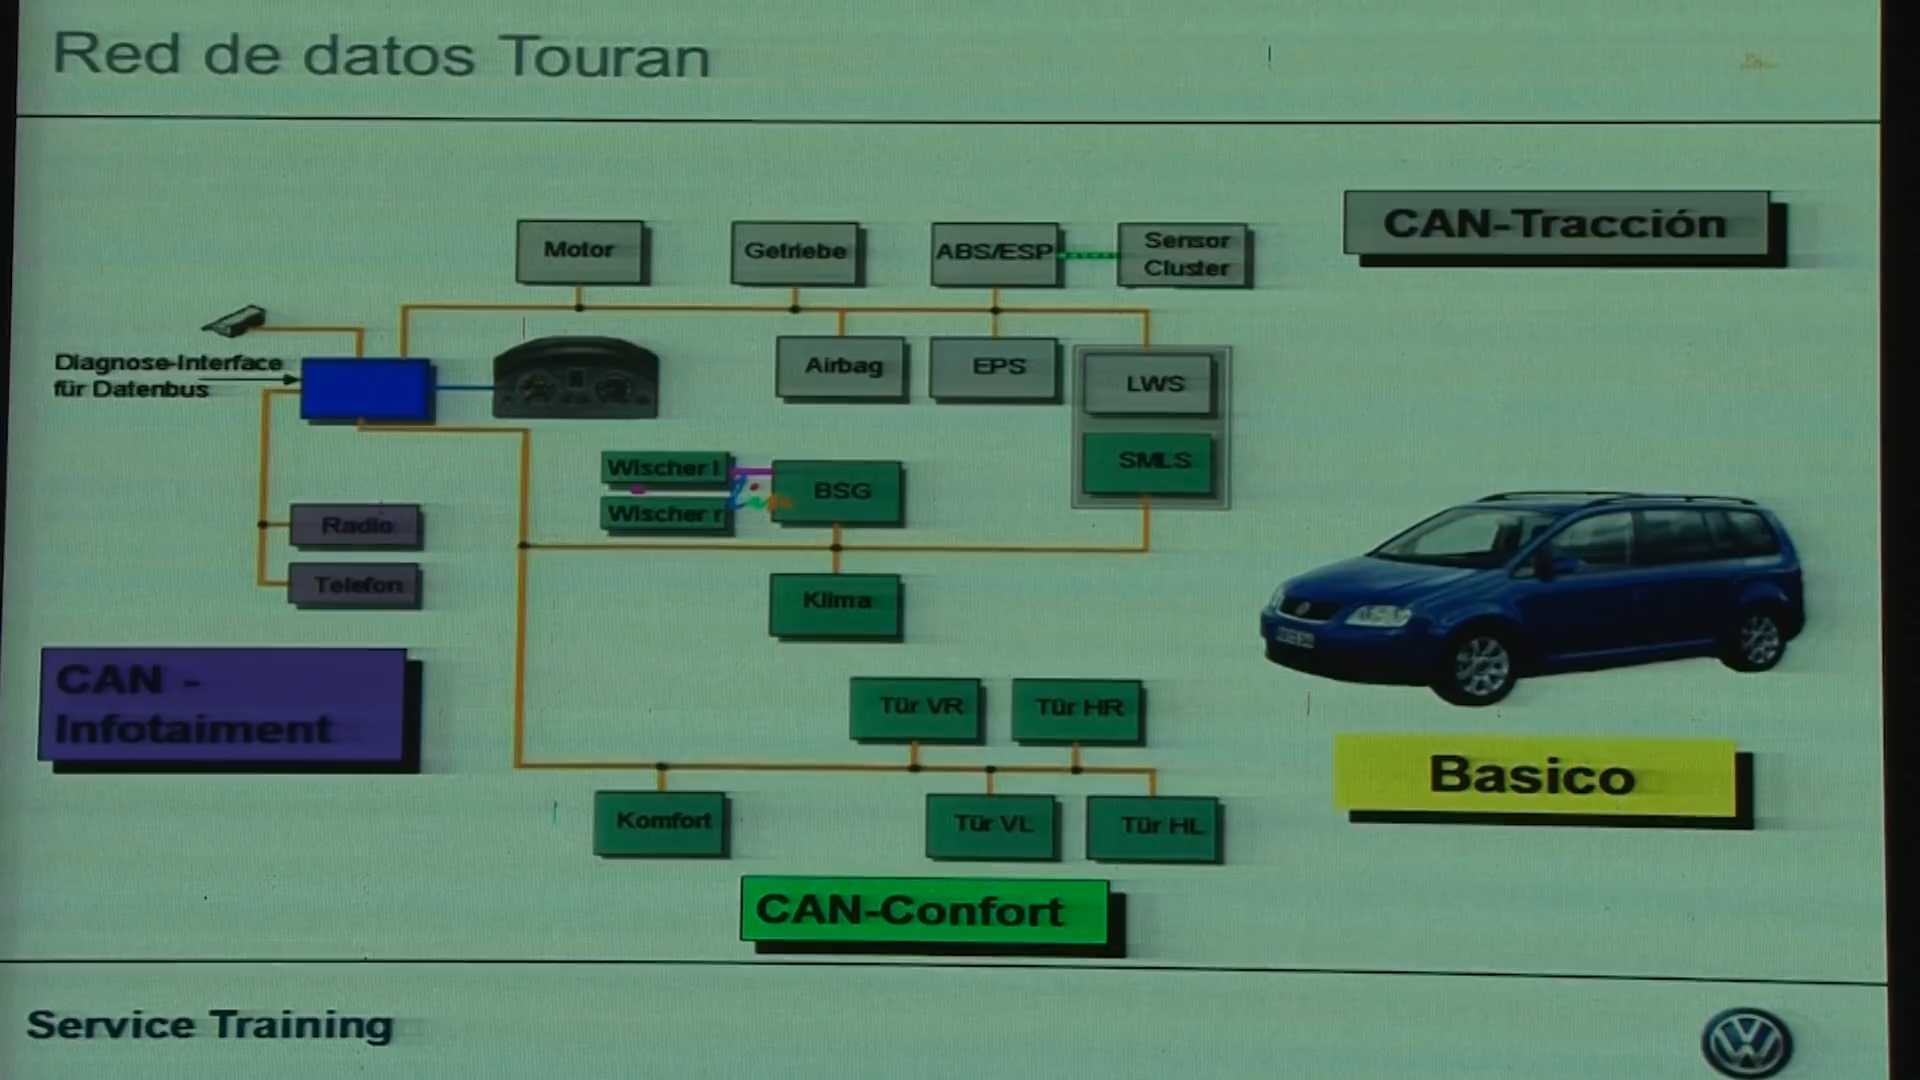 Red de datos Touran
CAN-Tracción
Motor
Getriebe
ABS/ESP
Sensor
Cluster
Diagnose-Interface
für Datenbus
Airbag
EPS
LWS
SMLS
Wischer l
Wischer r
Lin
BSG
Radio
Telefon
Klima
CAN -
Infotaiment
Tür VR
Tür HR
Basico
Komfort
Tür VL
Tür HL
CAN-Confort
Service Training